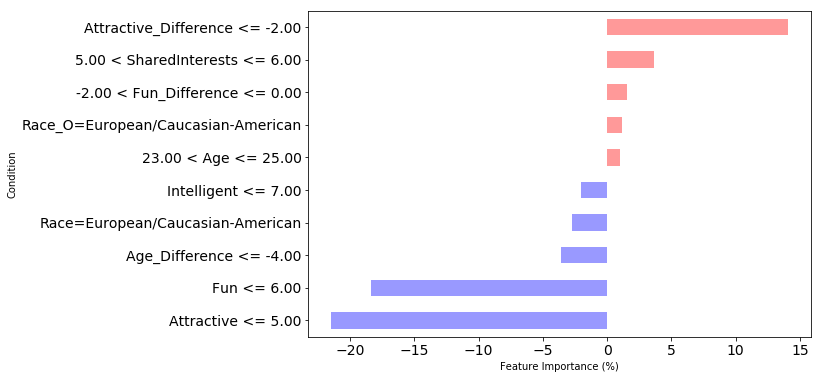 Attractive_Difference <= -2.00
5.00 < SharedInterests <= 6.00
-2.00 < Fun_Difference <= 0.00
Race_O=European/Caucasian-American
23.00 < Age <= 25.00
Intelligent <= 7.00
Race=European/Caucasian-American
Age_Difference <= -4.00
Fun <= 6.00
Attractive <= 5.00
Condition
−20 −15 −10 −5 0 5 10 15
Feature Importance (%)